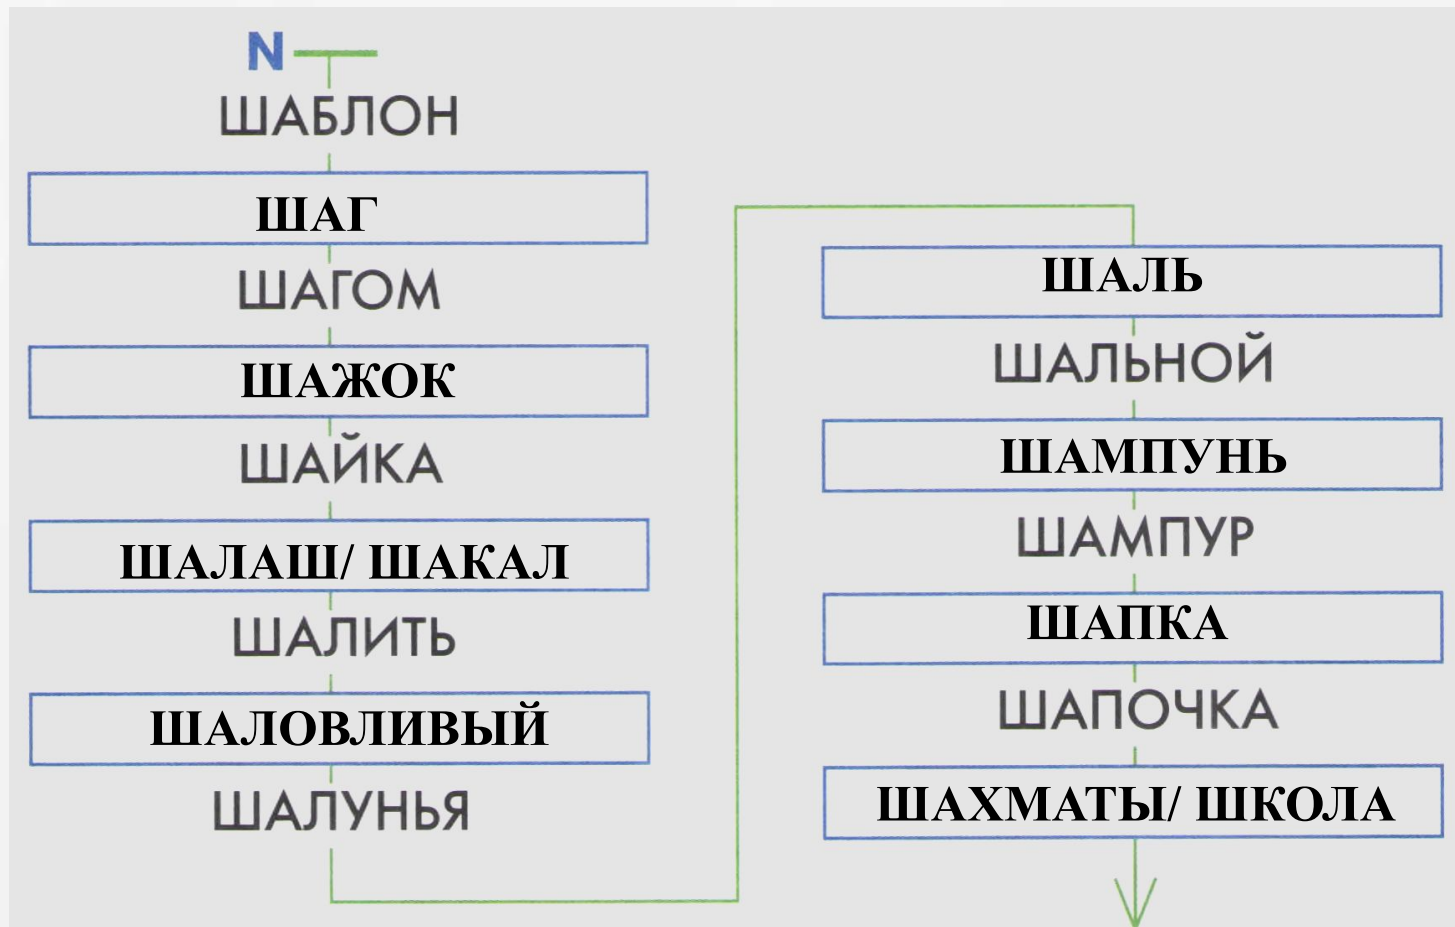 N
ШАБЛОН
ШАГ
ШАГОМ
ШАЖОК
ШАЙКА
ШАЛАШ/ ШАКАЛ
ШАЛИТЬ
ШАЛОВЛИВЫЙ
ШАЛУНЬЯ
ШАЛЬ
ШАЛЬНОЙ
ШАМПУНЬ
ШАМПУР
ШАПКА
ШАПОЧКА
ШАХМАТЫ/ ШКОЛА